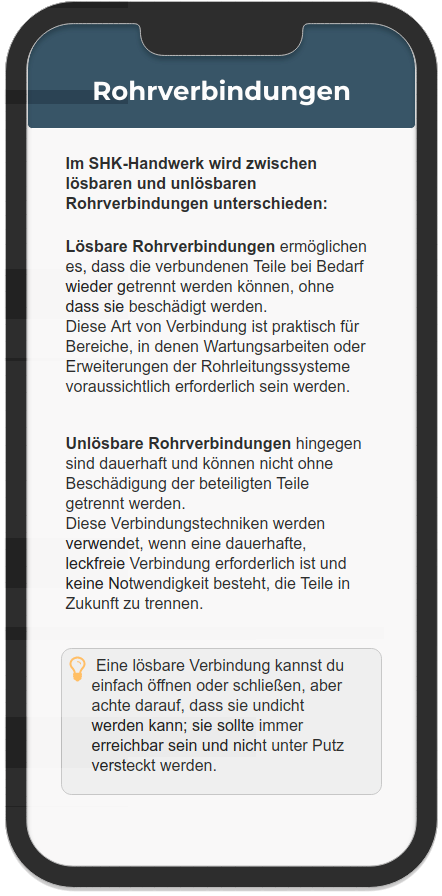 Rohrverbindungen
Im SHK-Handwerk wird zwischen
lösbaren und unlösbaren
Rohrverbindungen unterschieden:
Lösbare Rohrverbindungen ermöglichen
es, dass die verbundenen Teile bei Bedarf
wieder getrennt werden können, ohne
dass sie beschädigt werden.
Diese Art von Verbindung ist praktisch für
Bereiche, in denen Wartungsarbeiten oder
Erweiterungen der Rohrleitungssysteme
voraussichtlich erforderlich sein werden.
Unlösbare Rohrverbindungen hingegen
sind dauerhaft und können nicht ohne
Beschädigung der beteiligten Teile
getrennt werden.
Diese Verbindungstechniken werden
verwendet, wenn eine dauerhafte,
leckfreie Verbindung erforderlich ist und
keine Notwendigkeit besteht, die Teile in
Zukunft zu trennen.
Eine lösbare Verbindung kannst du
einfach öffnen oder schließen, aber
achte darauf, dass sie undicht
werden kann; sie sollte immer
erreichbar sein und nicht unter Putz
versteckt werden.